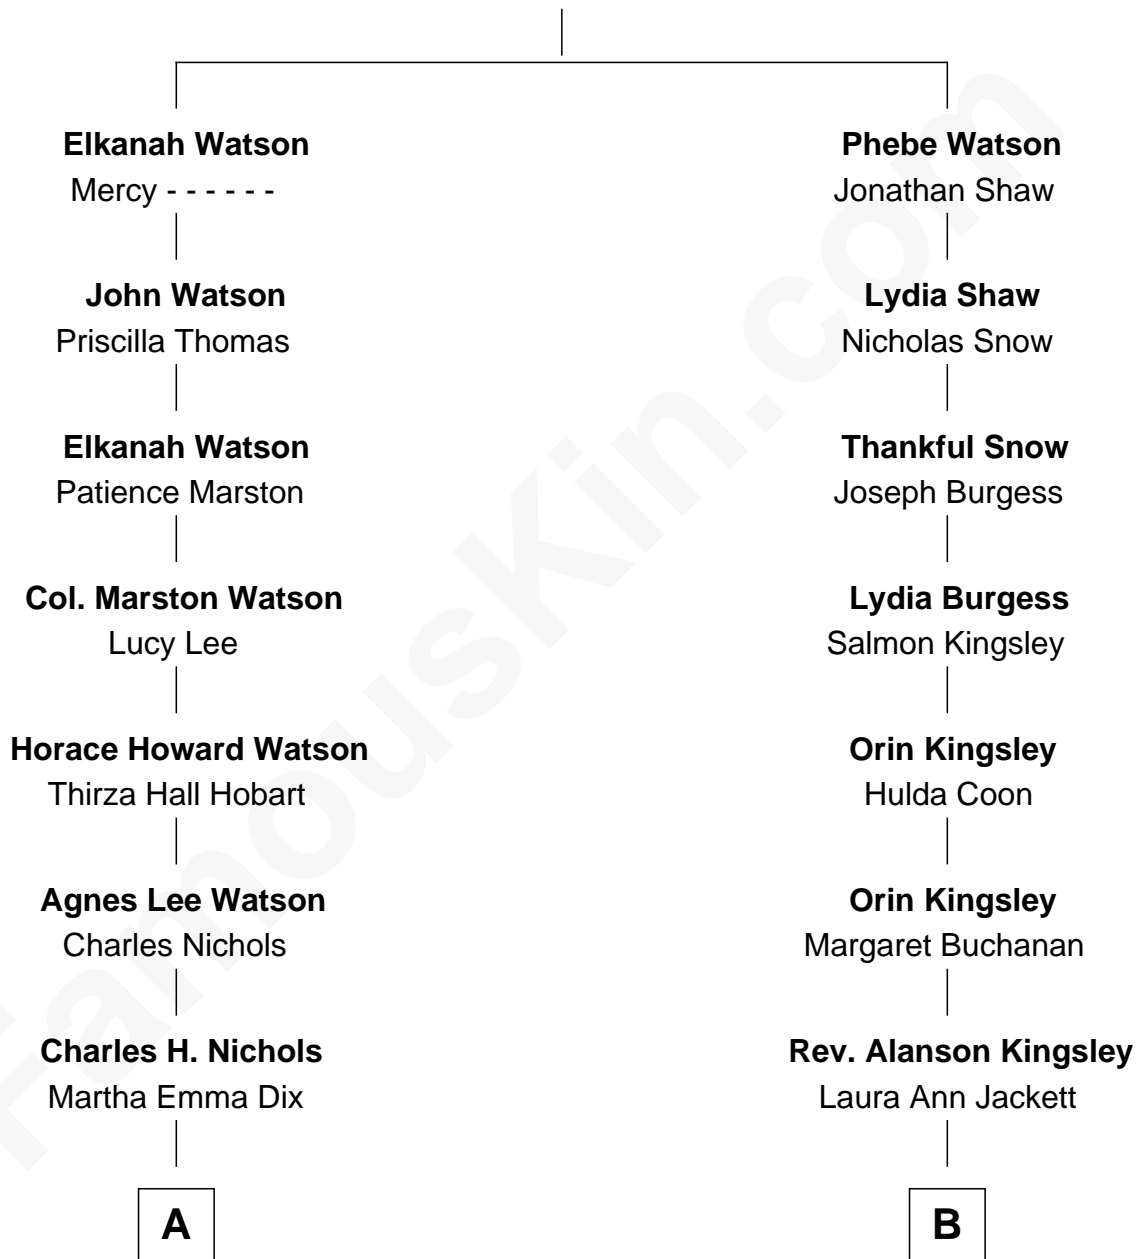 Elkanah Watson
Mercy - - - - - -
John Watson
Priscilla Thomas
Elkanah Watson
Patience Marston
Col. Marston Watson
Lucy Lee
Horace Howard Watson
Thirza Hall Hobart
Agnes Lee Watson
Charles Nichols
Charles H. Nichols
Martha Emma Dix
A
Phebe Watson
Jonathan Shaw
Lydia Shaw
Nicholas Snow
Thankful Snow
Joseph Burgess
Lydia Burgess
Salmon Kingsley
Orin Kingsley
Hulda Coon
Orin Kingsley
Margaret Buchanan
Rev. Alanson Kingsley
Laura Ann Jackett
B
FamousKin.com